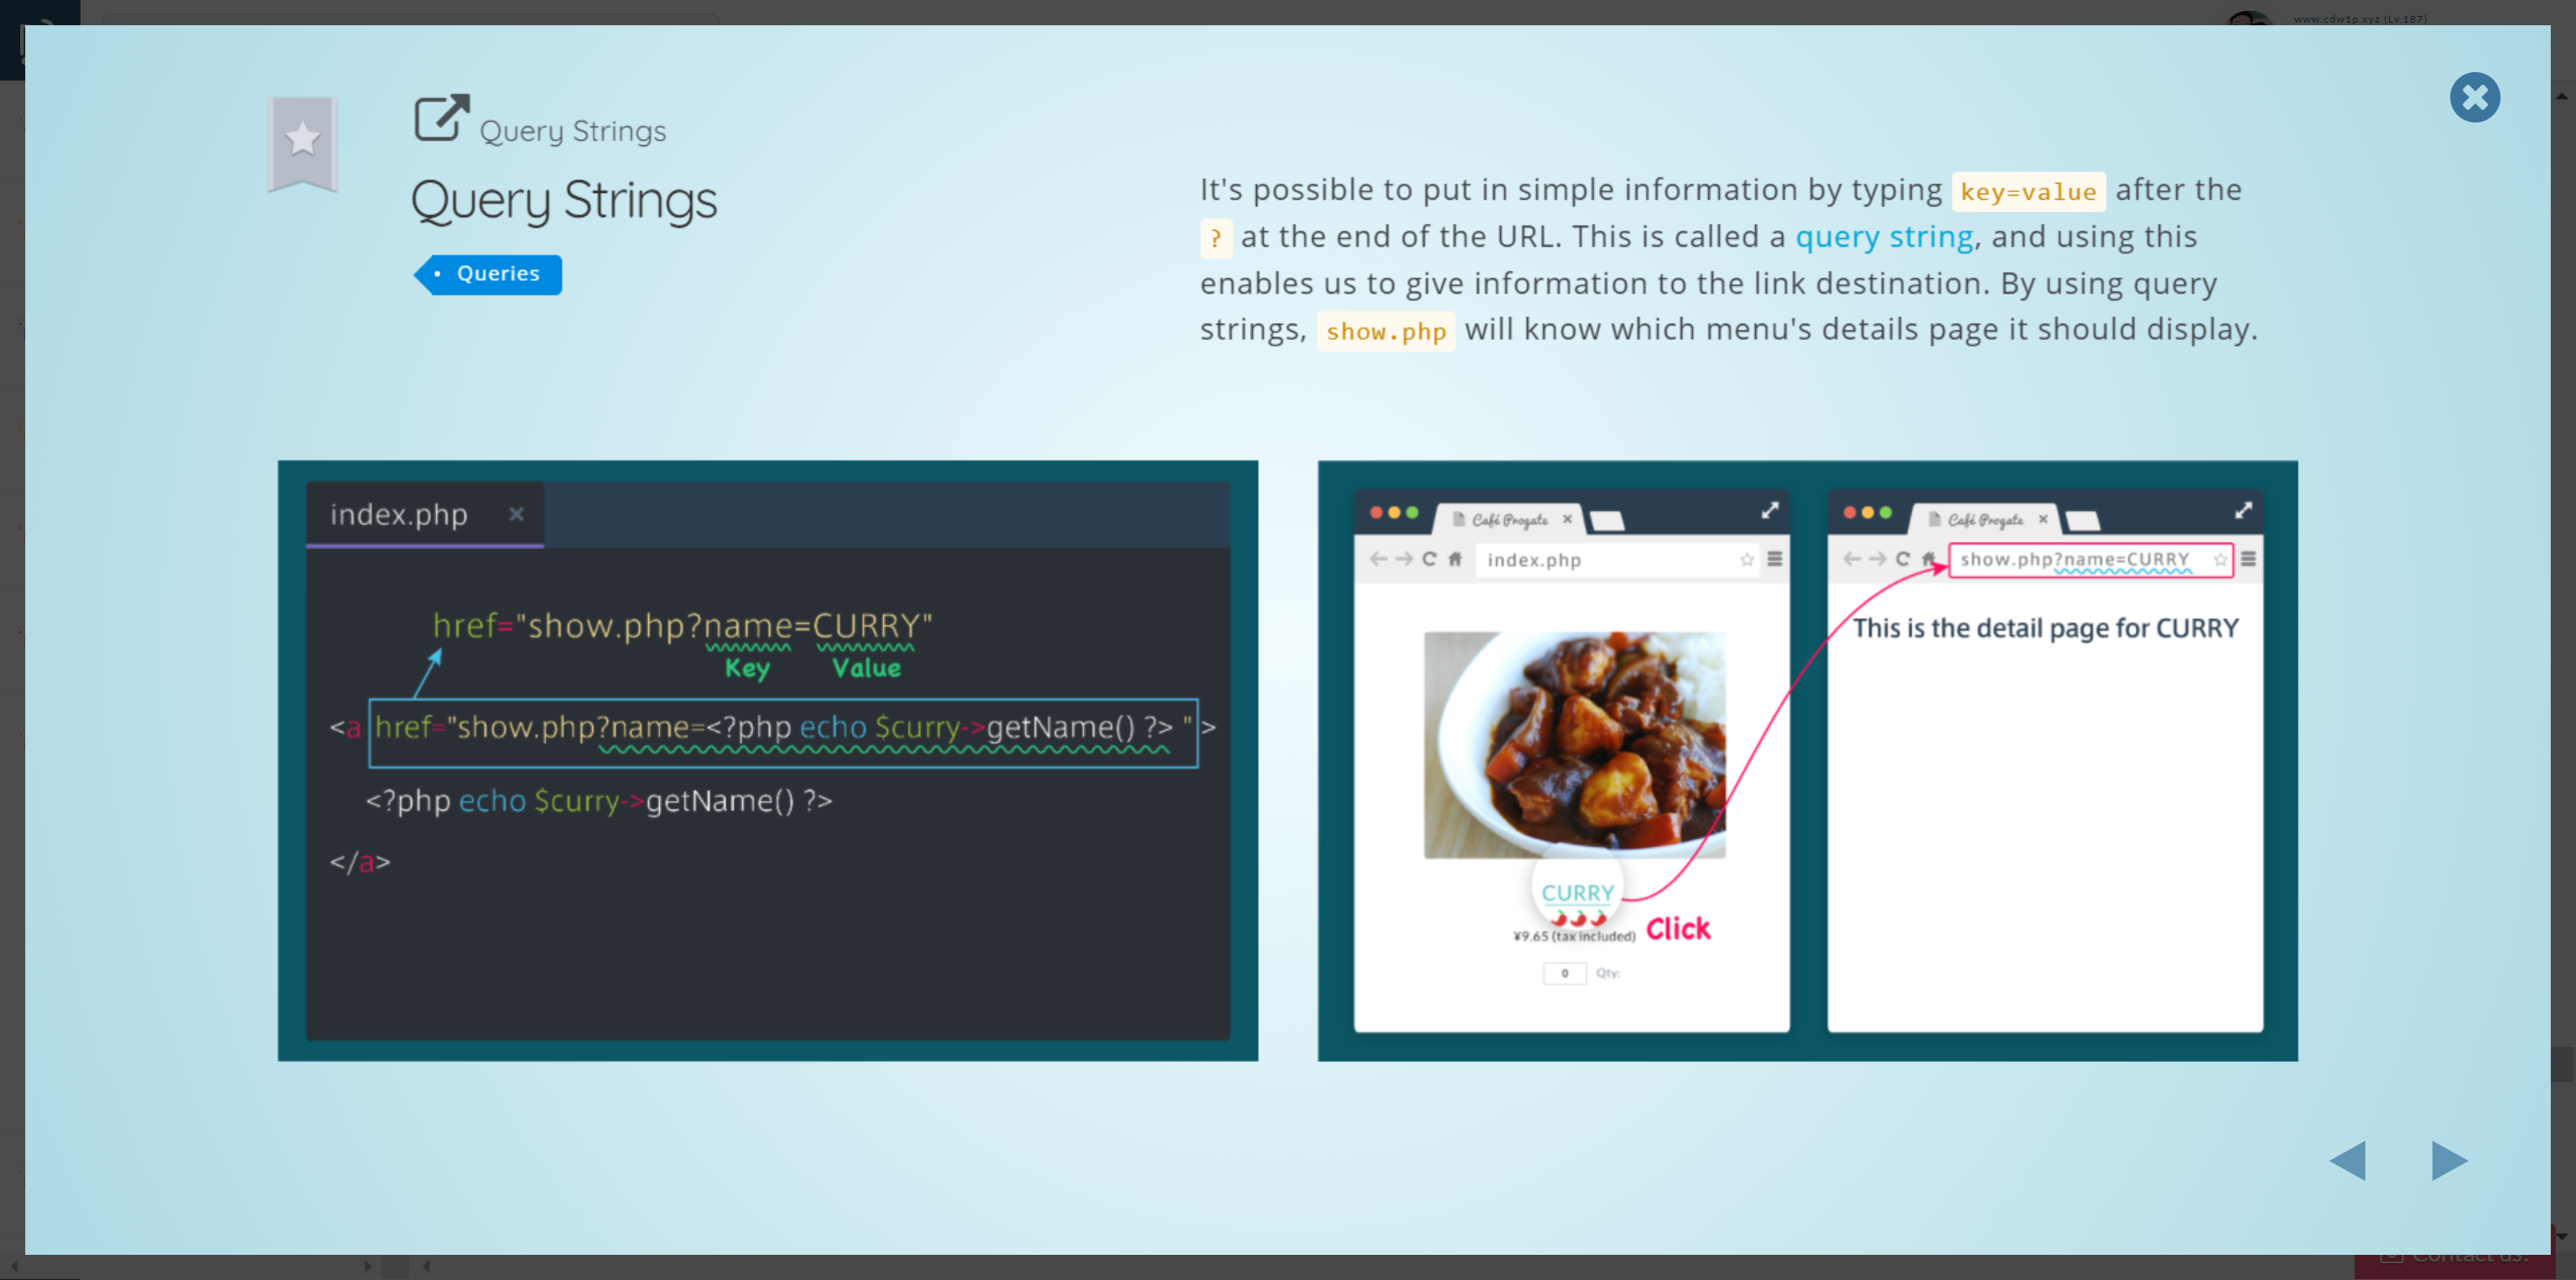 www.cdw1p.xyz (Lv.187)
Query Strings
Query Strings
• Queries
It's possible to put in simple information by typing key=value after the
? at the end of the URL. This is called a query string, and using this
enables us to give information to the link destination. By using query
strings, show.php will know which menu's details page it should display.
index.php ×
href="show.php?name=CURRY"
Key Value
<a href="show.php?name=<?php echo $curry->getName() ?> ">
<?php echo $curry->getName() ?>
</a>
Café Progate ×
index.php
CURRY
¥9.65 (tax included)
Click
0 Qty:
Café Progate ×
show.php?name=CURRY
This is the detail page for CURRY
Contact us!